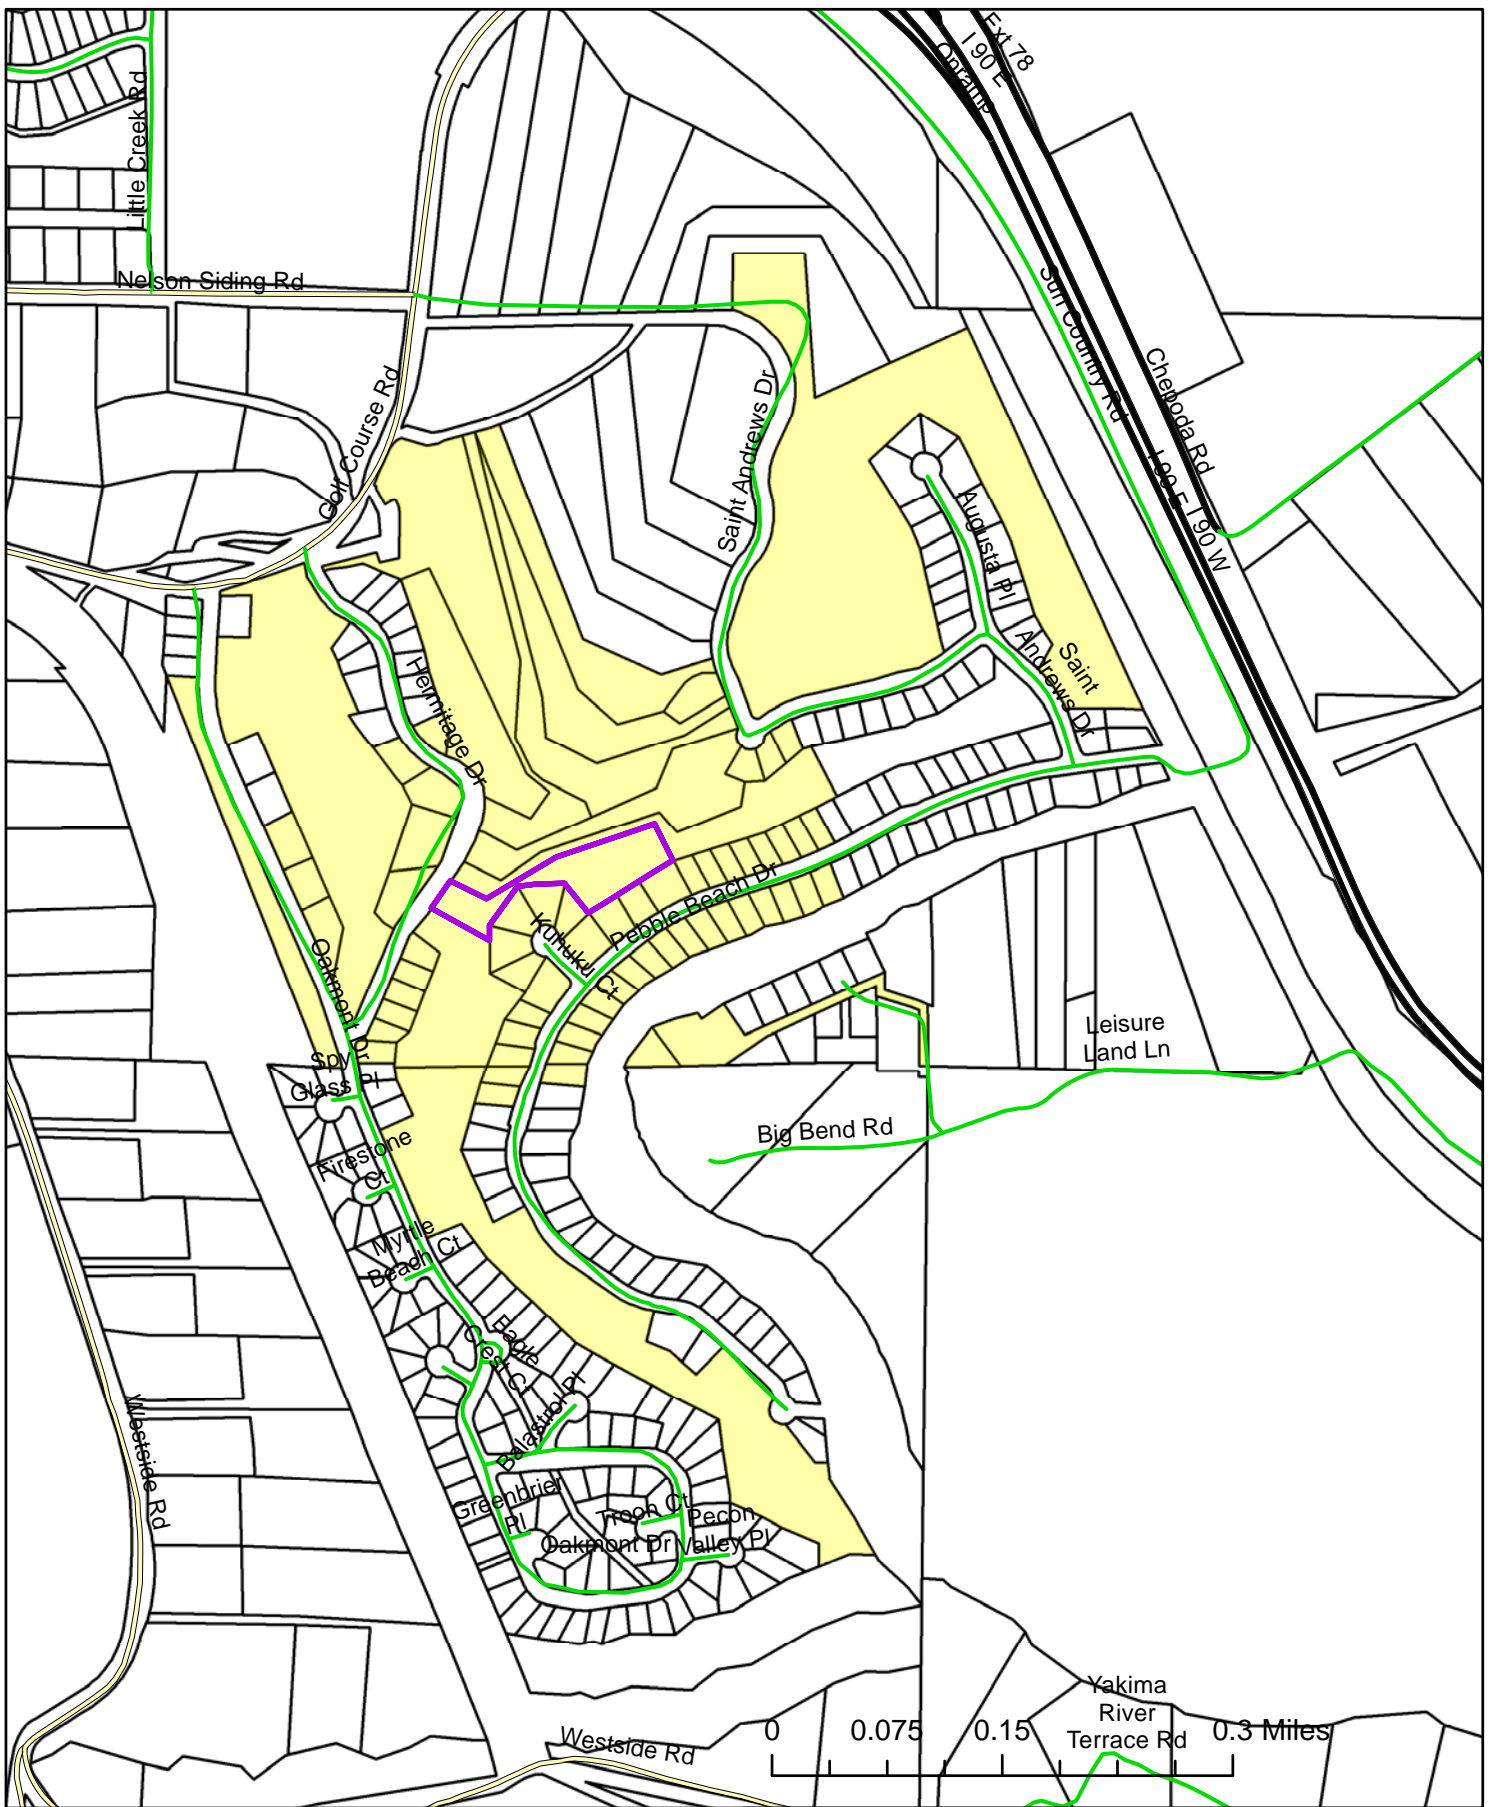 Ext 78
I 90 E
Onramp
Little Creek Rd
Nelson Siding Rd
Sun Country Rd
Chepoda Rd
Golf Course Rd
Saint Andrews Dr
I 90 E
I 90 W
Augusta Pl
Saint
Andrews Dr
Hermitage Dr
Pebble Beach Dr
Kuhuku Ct
Oakmont Dr
Spy
Glass Pl
Leisure
Land Ln
Big Bend Rd
Firestone
Ct
Myrtle
Beach Ct
Eagle
Crest Ct
Balastrol Pl
Westside Rd
Greenbrier
Pl
Troon Ct
Pecon
Valley Pl
Oakmont Dr
Yakima
River
Terrace Rd
Westside Rd
0 0.075 0.15 0.3 Miles